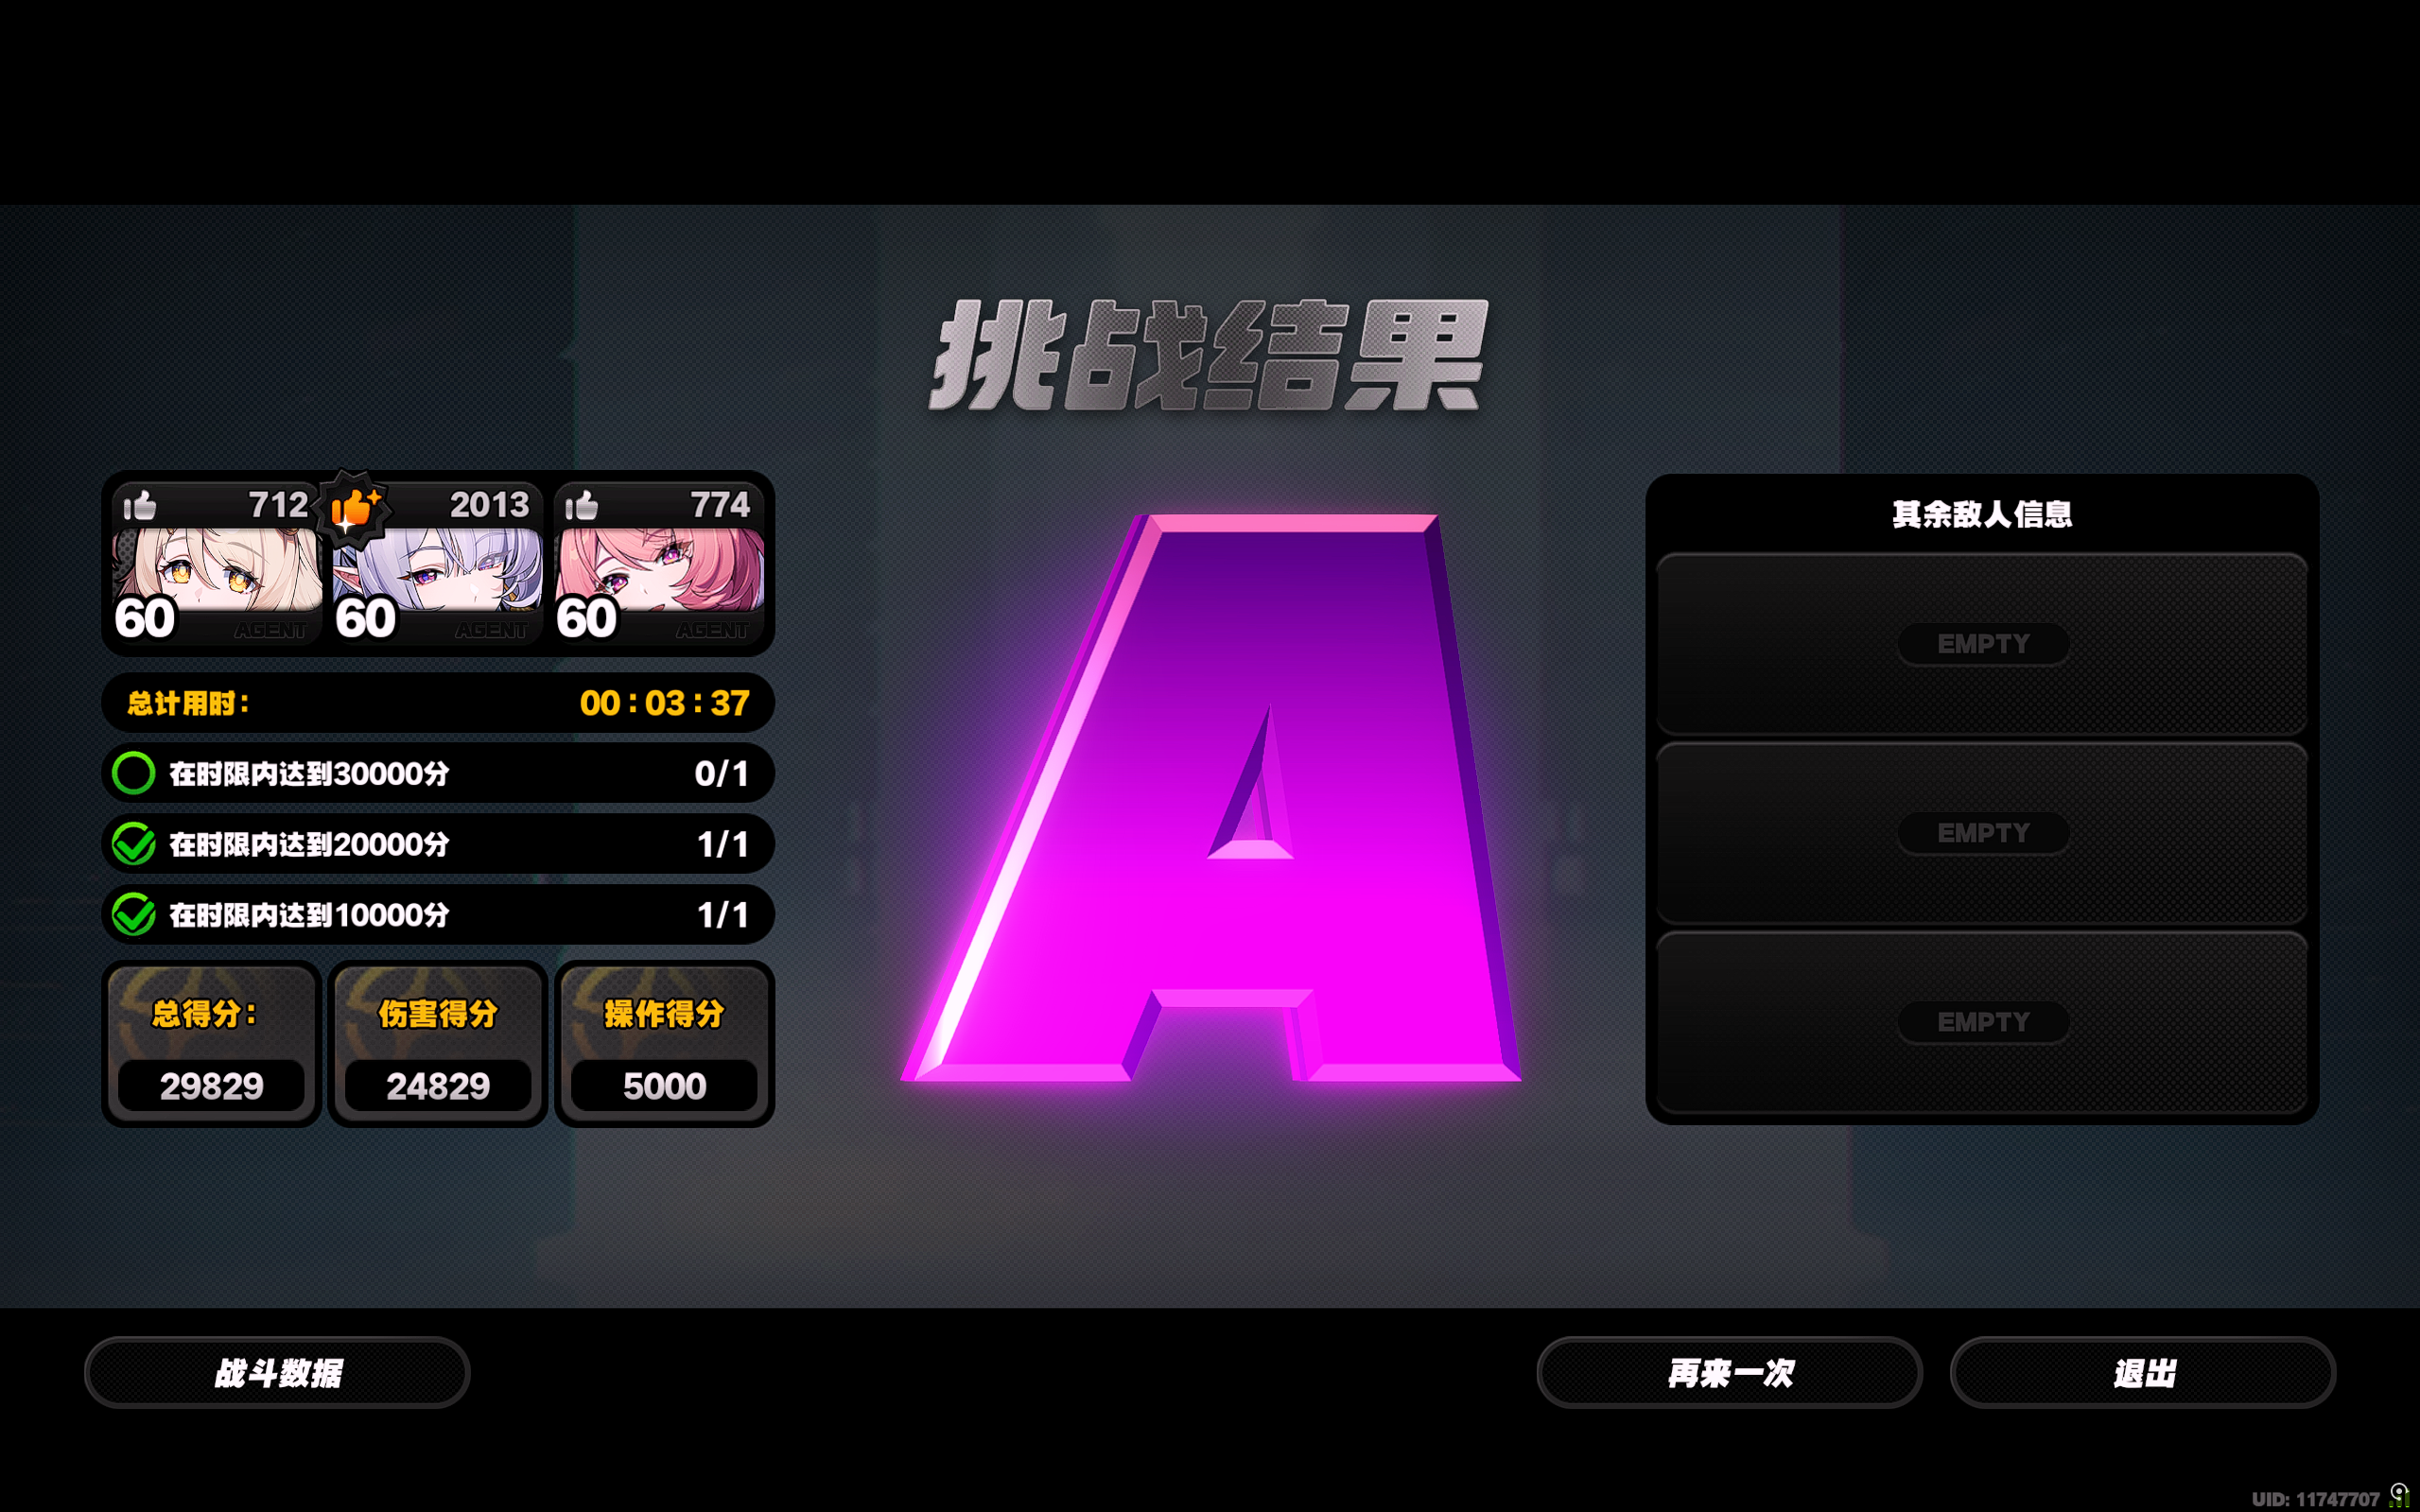 挑战结果
712
2013
774
60
AGENT
60
AGENT
60
AGENT
总计用时:
00:03:37
在时限内达到30000分
0/1
在时限内达到20000分
1/1
在时限内达到10000分
1/1
总得分:
29829
伤害得分
24829
操作得分
5000
A
其余敌人信息
EMPTY
EMPTY
EMPTY
战斗数据
再来一次
退出
UID: 11747707